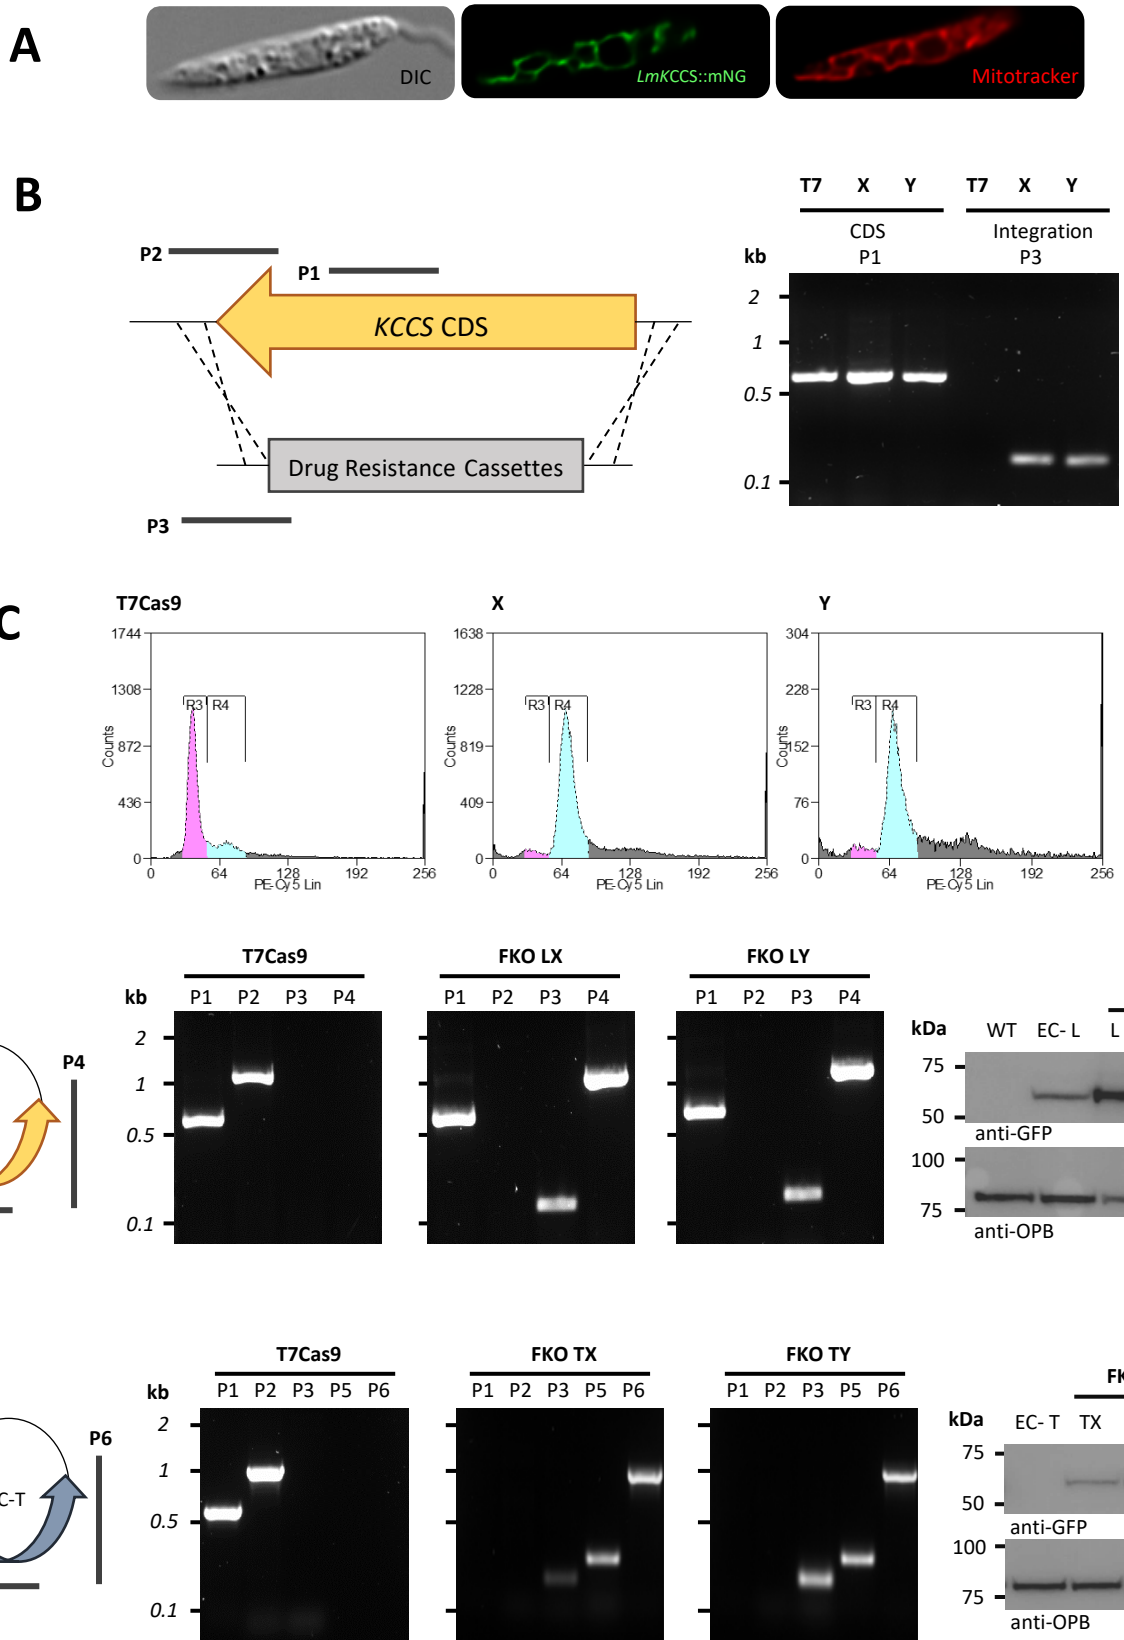 A
DIC
LmKCCS::mNG
Mitotracker
B
P2
P1
KCCS CDS
Drug Resistance Cassettes
P3
T7 X Y T7 X Y
CDS Integration
kb P1 P3
2
1
0.5
0.1
C
T7Cas9
1744
1308
872
436
0
Counts
R3 R4
0 64 128 192 256
PE-Cy5 Lin
X
1638
1228
819
409
0
Counts
R3 R4
0 64 128 192 256
PE-Cy5 Lin
Y
304
228
152
76
0
Counts
R3 R4
0 64 128 192 256
PE-Cy5 Lin
P4
T7Cas9 FKO LX FKO LY
kb P1 P2 P3 P4 P1 P2 P3 P4 P1 P2 P3 P4
2
1
0.5
0.1
kDa WT EC- L L
75
50
anti-GFP
100
75
anti-OPB
P6
C-T
T7Cas9 FKO TX FKO TY
kb P1 P2 P3 P5 P6 P1 P2 P3 P5 P6 P1 P2 P3 P5 P6
2
1
0.5
0.1
FK
kDa EC- T TX
75
50
anti-GFP
100
75
anti-OPB